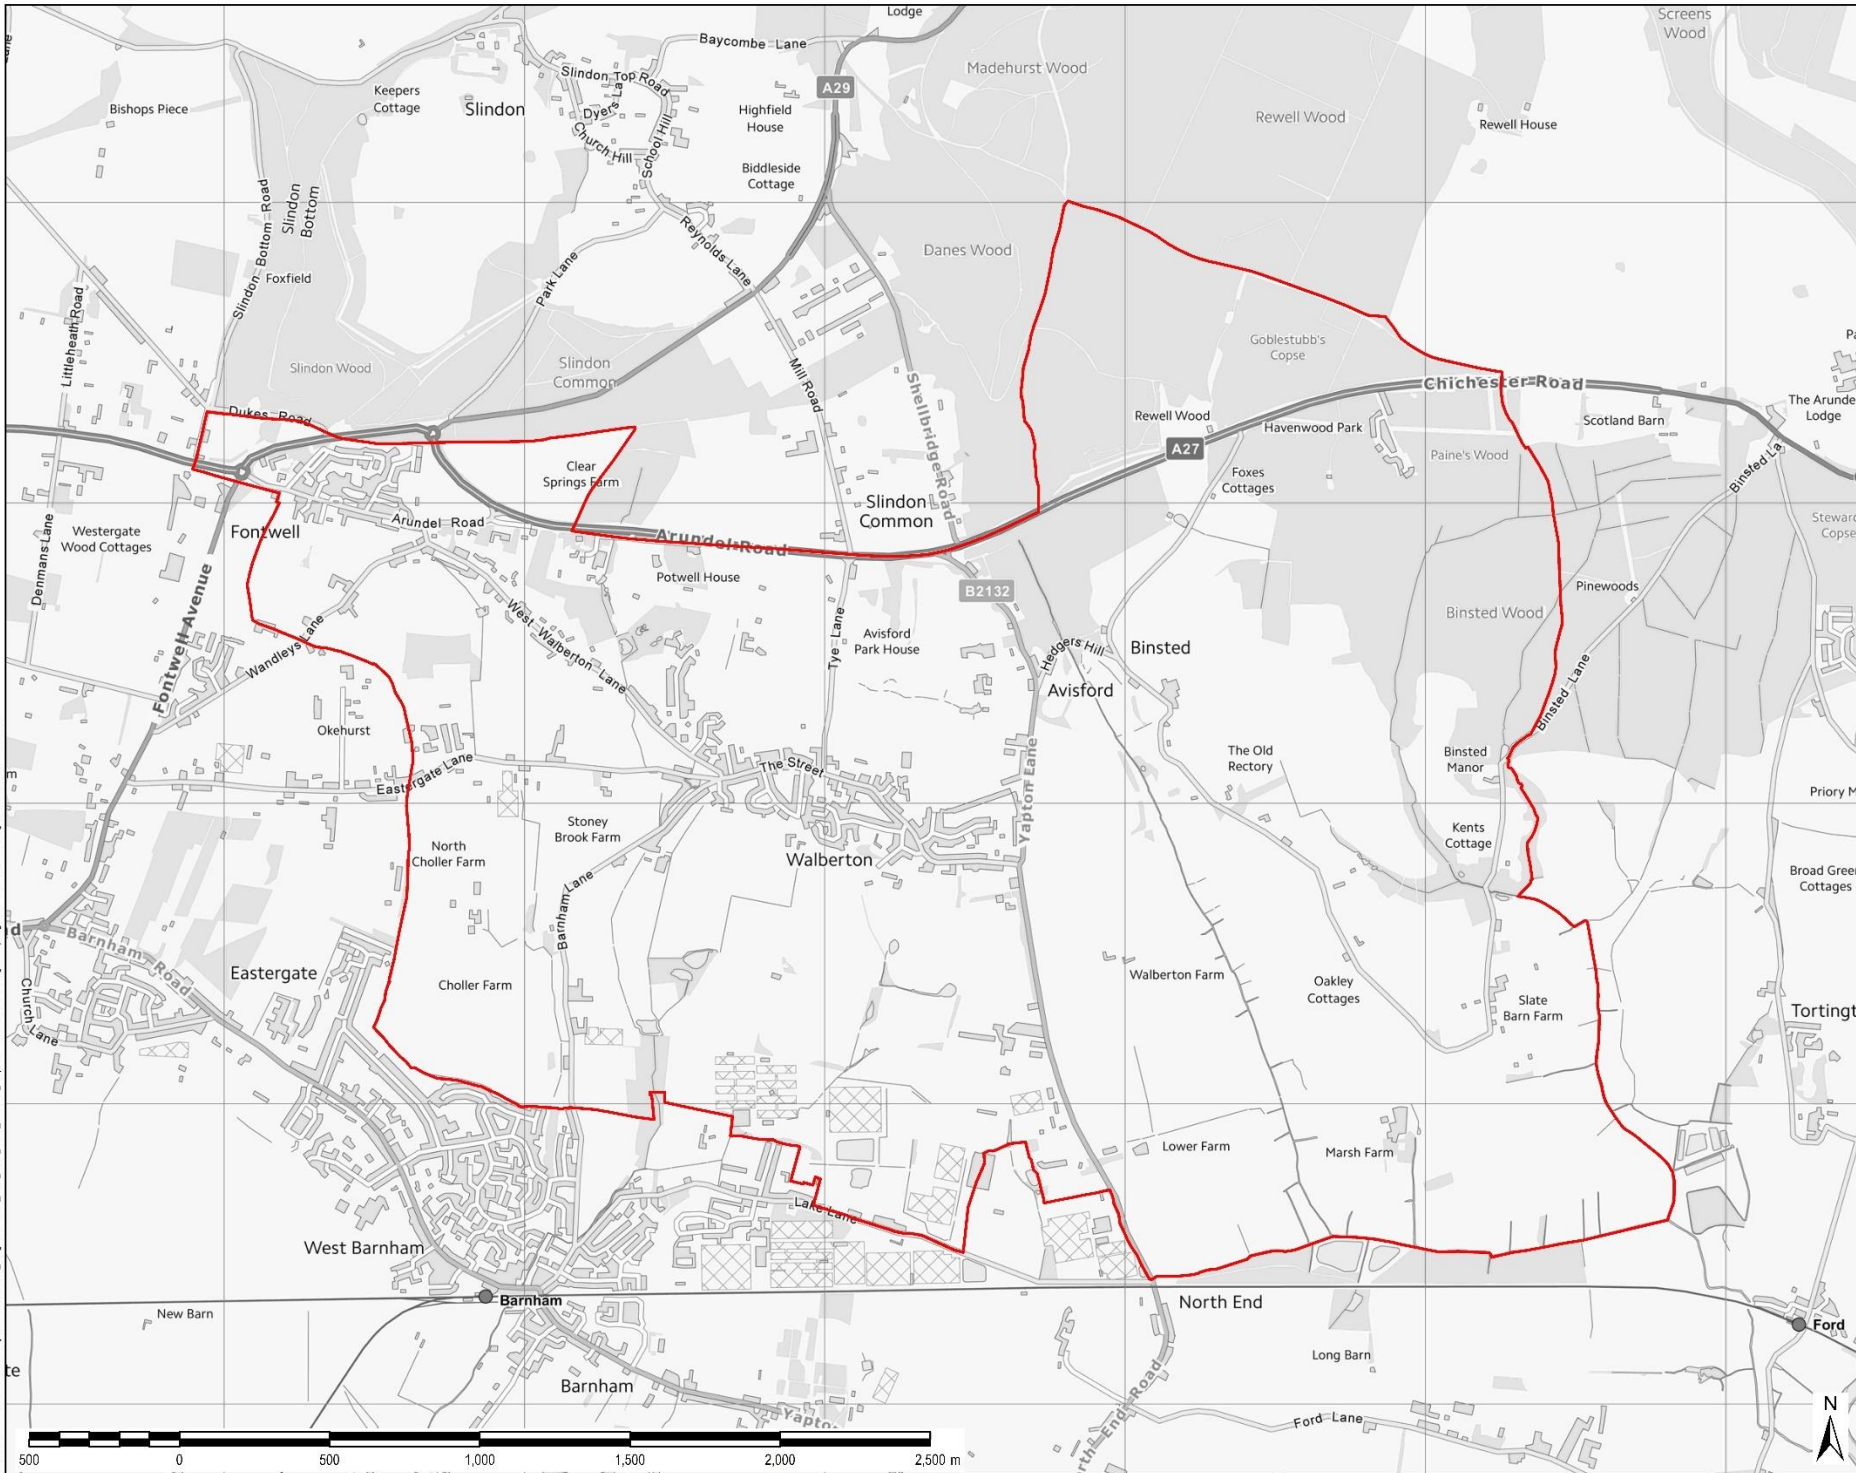 Lodge
Screens
Wood
Baycombe Lane
Madehurst Wood
Slindon Top Road
Keepers
Cottage
A29
Bishops Piece
Slindon
Dyers La
Highfield
House
Rewell Wood
Rewell House
Church Hill
School Hill
Biddleside
Cottage
Slindon
Bottom
Slindon-Bottom-Road
Reynolds Lane
Danes Wood
Park Lane
Foxfield
Littleheath Road
Goblestubb's
Copse
Slindon Wood
Slindon
Common
Mill Road
Shellbridge Road
Chichester Road
The Arunde
Lodge
Dukes Road
Rewell Wood
Havenwood Park
Scotland Barn
A27
Paine's Wood
Clear
Springs Farm
Foxes
Cottages
Binsted La
Slindon
Common
Arundel Road
Fontwell
Westergate
Wood Cottages
Denmans Lane
Arundel Road
Steward
Copse
Potwell House
B2132
Pinewoods
Binsted Wood
Fontwell Avenue
Wandleys Lane
West Walberton Lane
Tye Lane
Avisford
Park House
Hedgers Hill
Binsted
Avisford
Binsted-Lane
Okehurst
Yapton Lane
The Old
Rectory
Binsted
Manor
Eastergate Lane
The Street
Priory M
Stoney
Brook Farm
Kents
Cottage
North
Choller Farm
Walberton
Broad Green
Cottages
Barnham Lane
Barnham Road
Eastergate
Choller Farm
Walberton Farm
Oakley
Cottages
Slate
Barn Farm
Church Lane
Tortingt
Lower Farm
Marsh Farm
Lake Lane
West Barnham
Barnham
North End
New Barn
Ford
Long Barn
Barnham
Yapto
North End Road
Ford Lane
N
500 0 500 1,000 1,500 2,000 2,500 m